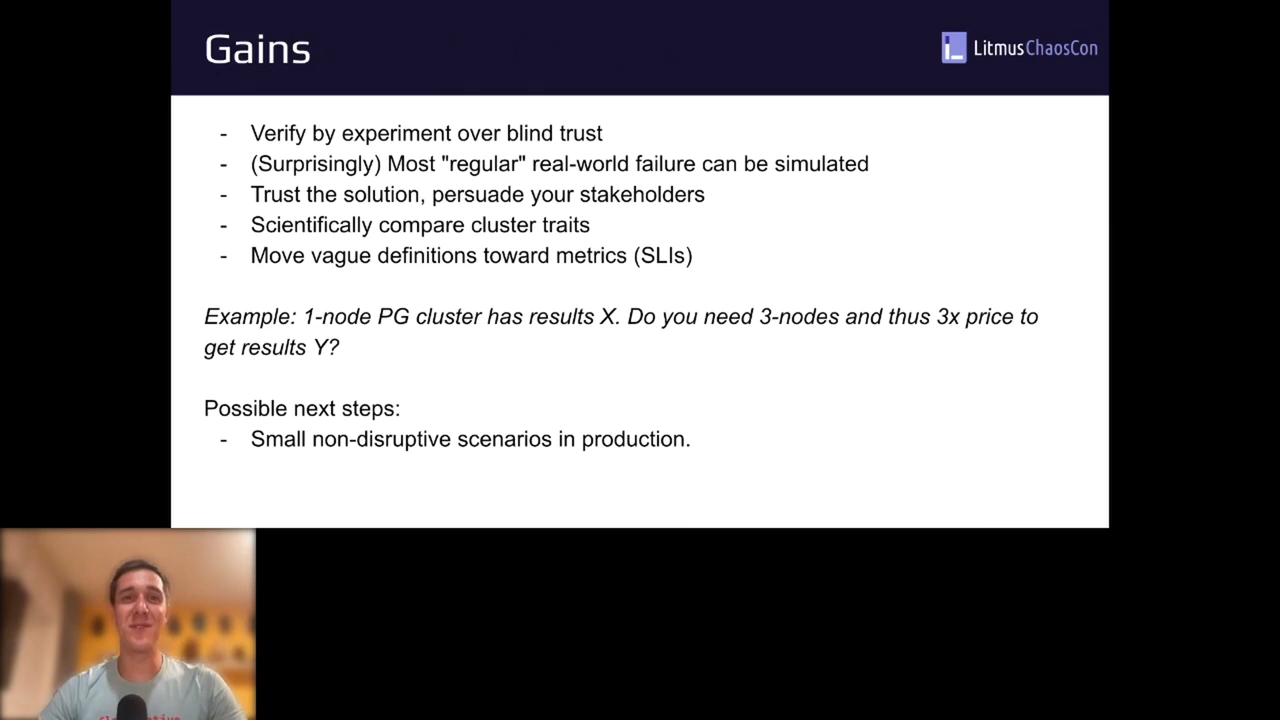 Gains
LitmusChaosCon
- Verify by experiment over blind trust
- (Surprisingly) Most "regular" real-world failure can be simulated
- Trust the solution, persuade your stakeholders
- Scientifically compare cluster traits
- Move vague definitions toward metrics (SLIs)
Example: 1-node PG cluster has results X. Do you need 3-nodes and thus 3x price to
get results Y?
Possible next steps:
- Small non-disruptive scenarios in production.